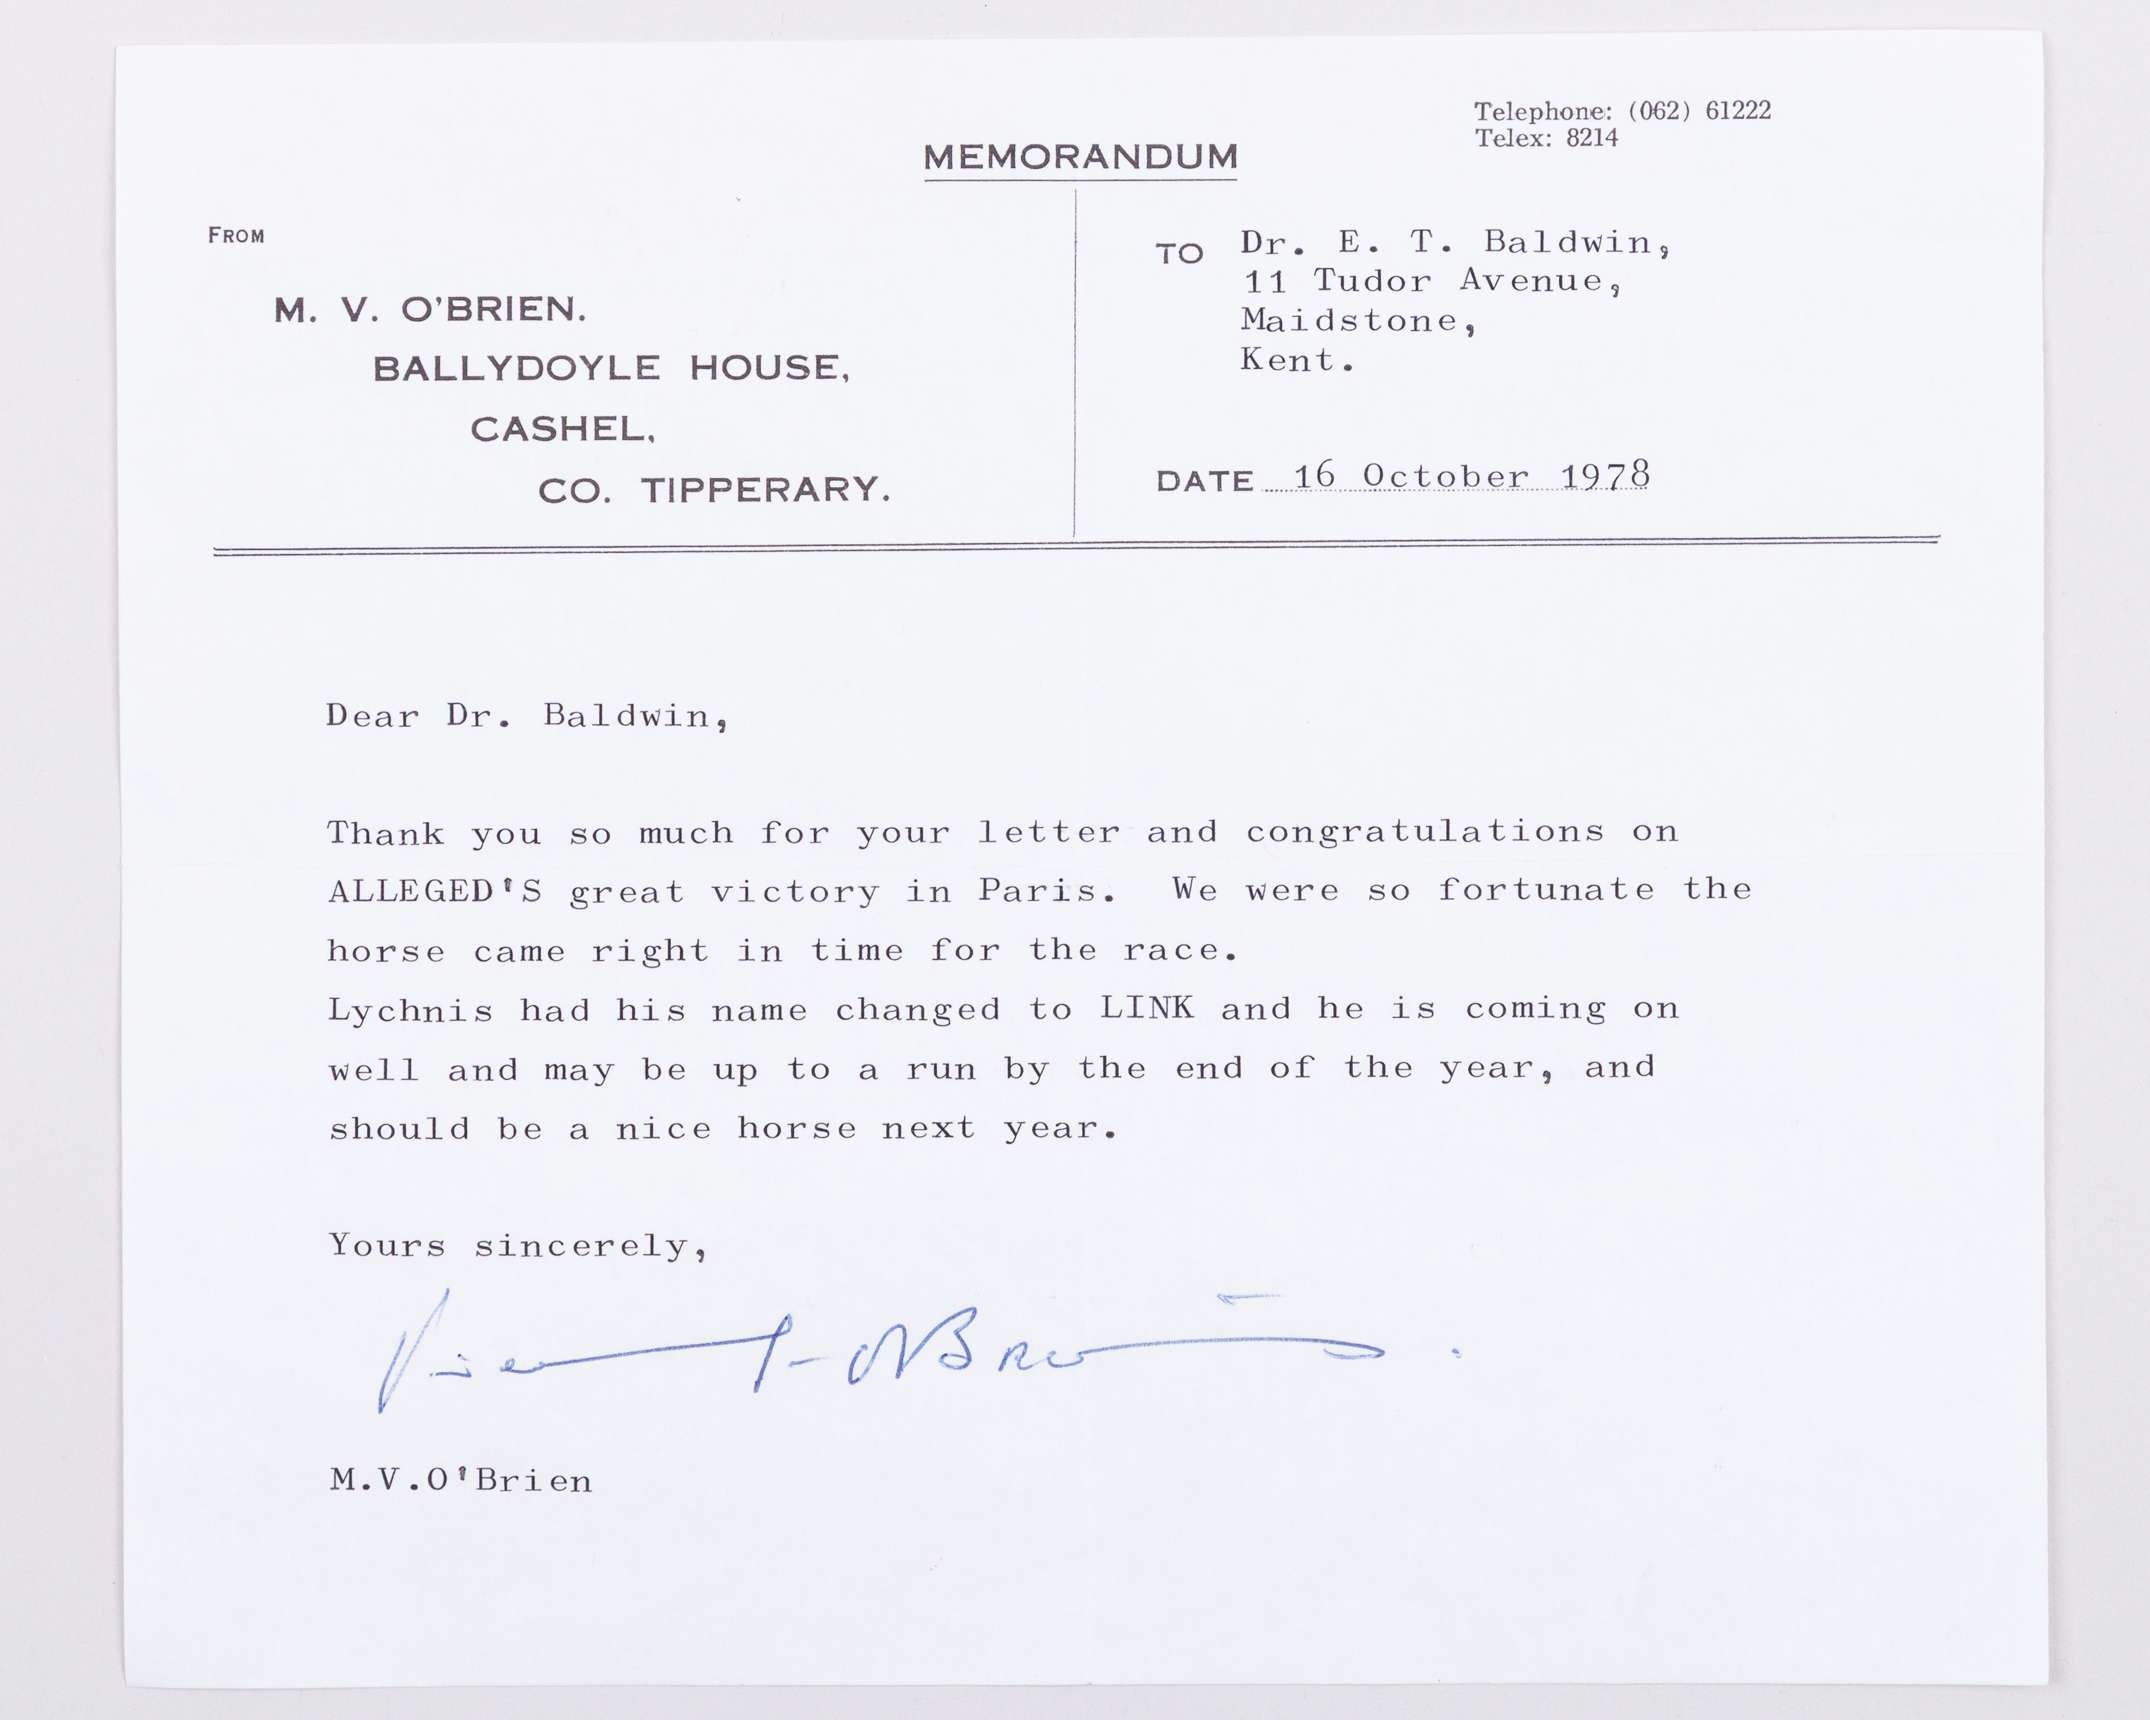 Telephone: (062) 61222
Telex: 8214
MEMORANDUM
FROM
M. V. O'BRIEN.
BALLYDOYLE HOUSE,
CASHEL,
CO. TIPPERARY.
TO Dr. E. T. Baldwin,
11 Tudor Avenue,
Maidstone,
Kent.
DATE 16 October 1978
Dear Dr. Baldwin,
Thank you so much for your letter and congratulations on
ALLEGED'S great victory in Paris. We were so fortunate the
horse came right in time for the race.
Lychnis had his name changed to LINK and he is coming on
well and may be up to a run by the end of the year, and
should be a nice horse next year.
Yours sincerely,
Vincent O'Brien
M.V.O'Brien